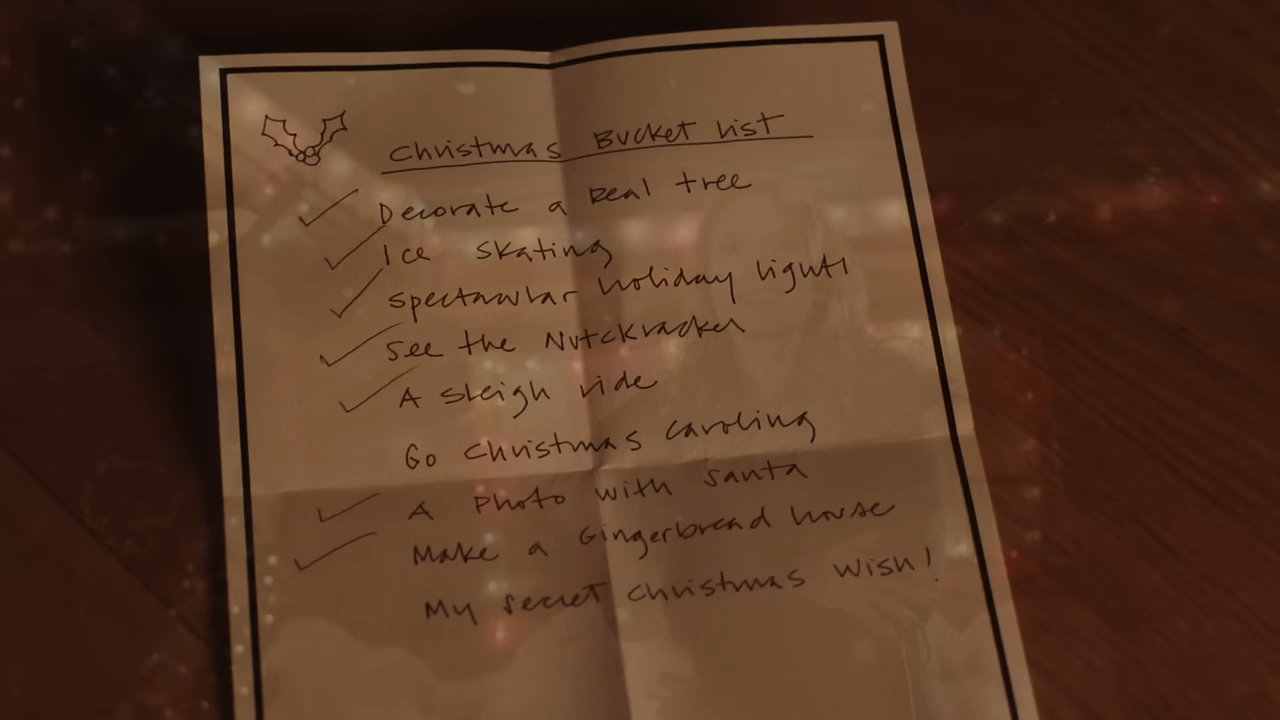 Christmas Bucket List
Decorate a Real tree
Ice skating
Spectacular holiday lights
See the Nutckracker
A sleigh ride
Go Christmas caroling
A Photo with Santa
Make a Gingerbread house
My secret Christmas wish!